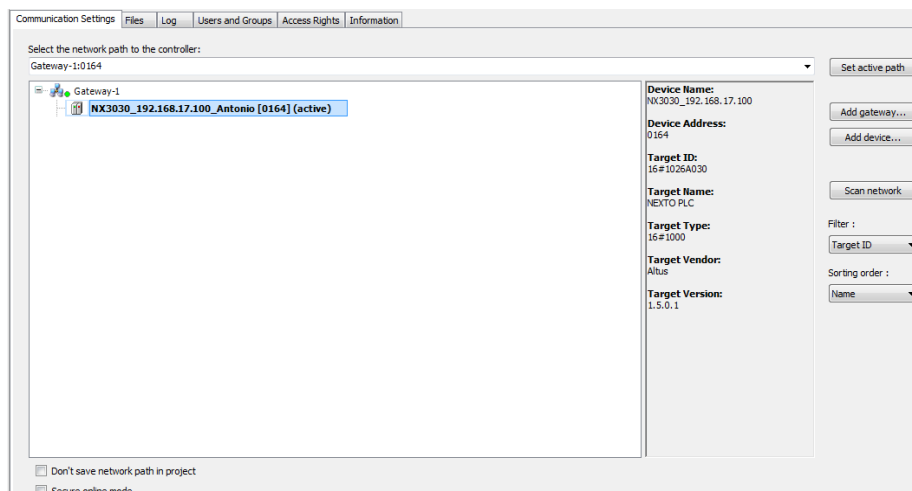 Communication Settings Files Log Users and Groups Access Rights Information
Select the network path to the controller:
Gateway-1:0164
Set active path
Gateway-1
NX3030_192.168.17.100_Antonio [0164] (active)
Device Name:
NX3030_192.168.17.100
Device Address:
0164
Target ID:
16#1026A030
Target Name:
NEXTO PLC
Target Type:
16#1000
Target Vendor:
Altus
Target Version:
1.5.0.1
Add gateway...
Add device...
Scan network
Filter :
Target ID
Sorting order :
Name
Don't save network path in project
Secure online mode